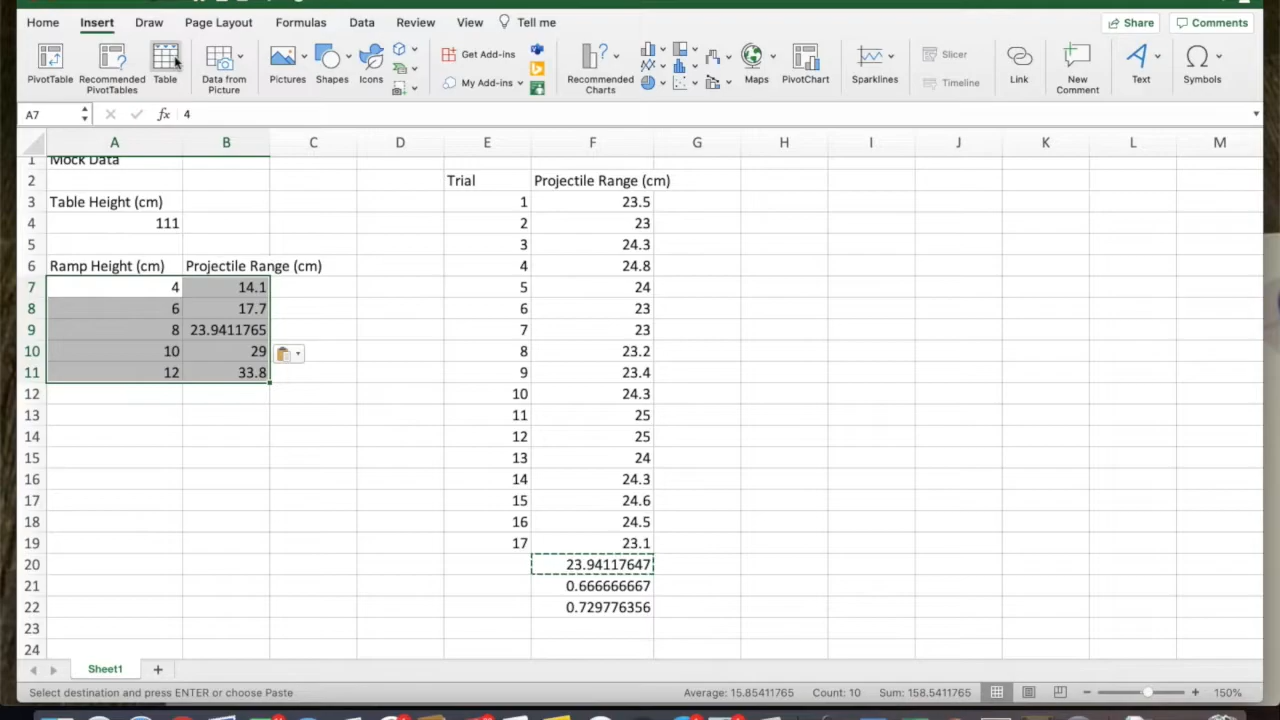 Home Insert Draw Page Layout Formulas Data Review View Tell me Share Comments
PivotTable Recommended PivotTables Table Data from Picture Pictures Shapes Icons Get Add-ins My Add-ins Recommended Charts Maps PivotChart Sparklines Slicer Timeline Link New Comment Text Symbols
A7 fx 4
A B C D E F G H I J K L M
1 Mock Data
2 Trial Projectile Range (cm)
3 Table Height (cm) 1 23.5
4 111 2 23
5 3 24.3
6 Ramp Height (cm) Projectile Range (cm) 4 24.8
7 4 14.1 5 24
8 6 17.7 6 23
9 8 23.9411765 7 23
10 10 29 8 23.2
11 12 33.8 9 23.4
12 10 24.3
13 11 25
14 12 25
15 13 24
16 14 24.3
17 15 24.6
18 16 24.5
19 17 23.1
20 23.94117647
21 0.666666667
22 0.729776356
23
24
Sheet1 +
Select destination and press ENTER or choose Paste Average: 15.85411765 Count: 10 Sum: 158.5411765 150%